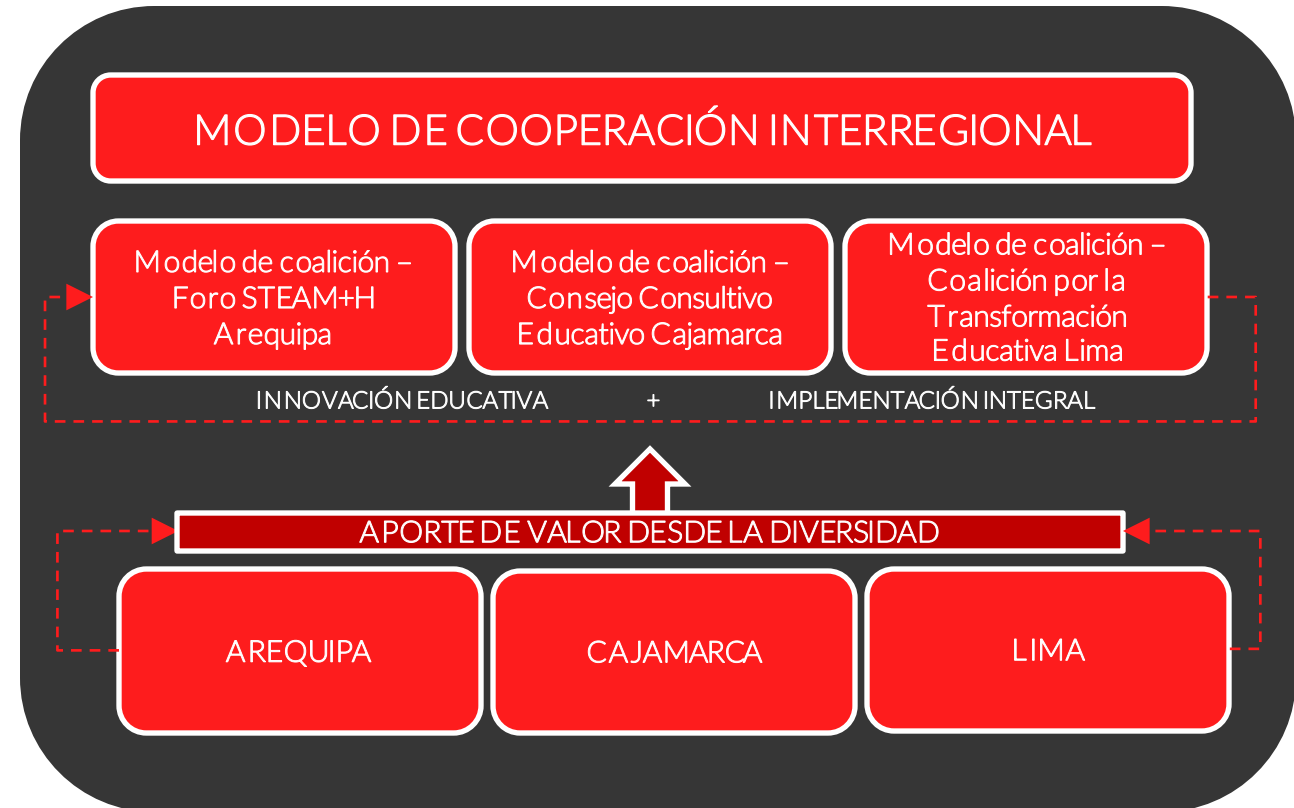 MODELO DE COOPERACIÓN INTERREGIONAL
Modelo de coalición –
Foro STEAM+H
Arequipa
Modelo de coalición –
Consejo Consultivo
Educativo Cajamarca
Modelo de coalición –
Coalición por la
Transformación
Educativa Lima
INNOVACIÓN EDUCATIVA + IMPLEMENTACIÓN INTEGRAL
APORTE DE VALOR DESDE LA DIVERSIDAD
AREQUIPA
CAJAMARCA
LIMA